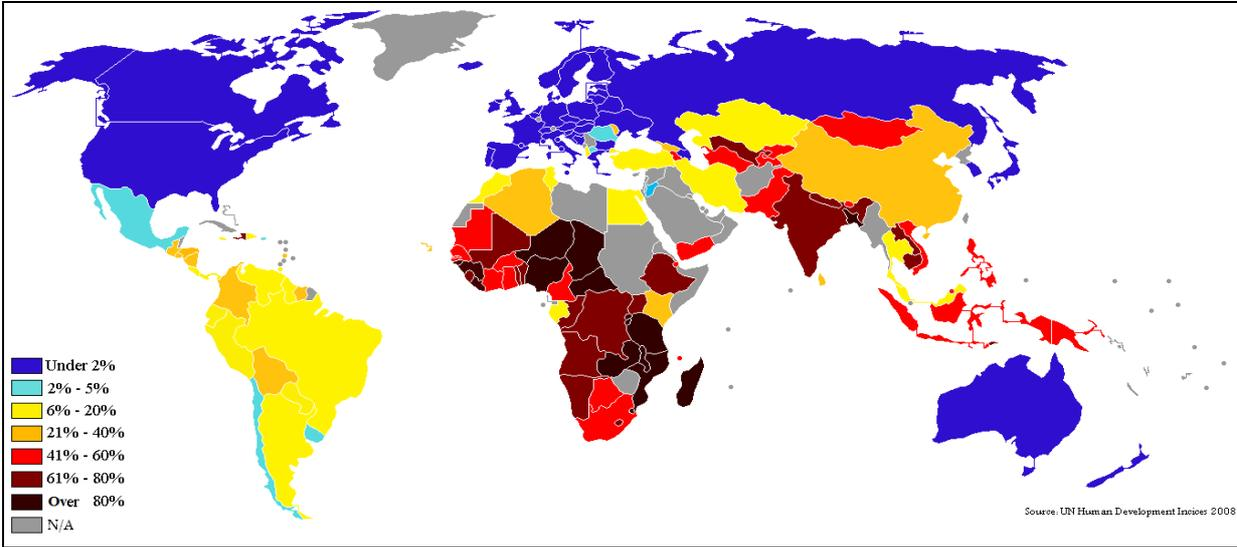 Under 2%
2% - 5%
6% - 20%
21% - 40%
41% - 60%
61% - 80%
Over 80%
N/A
Source: UN Human Development Incices 2008